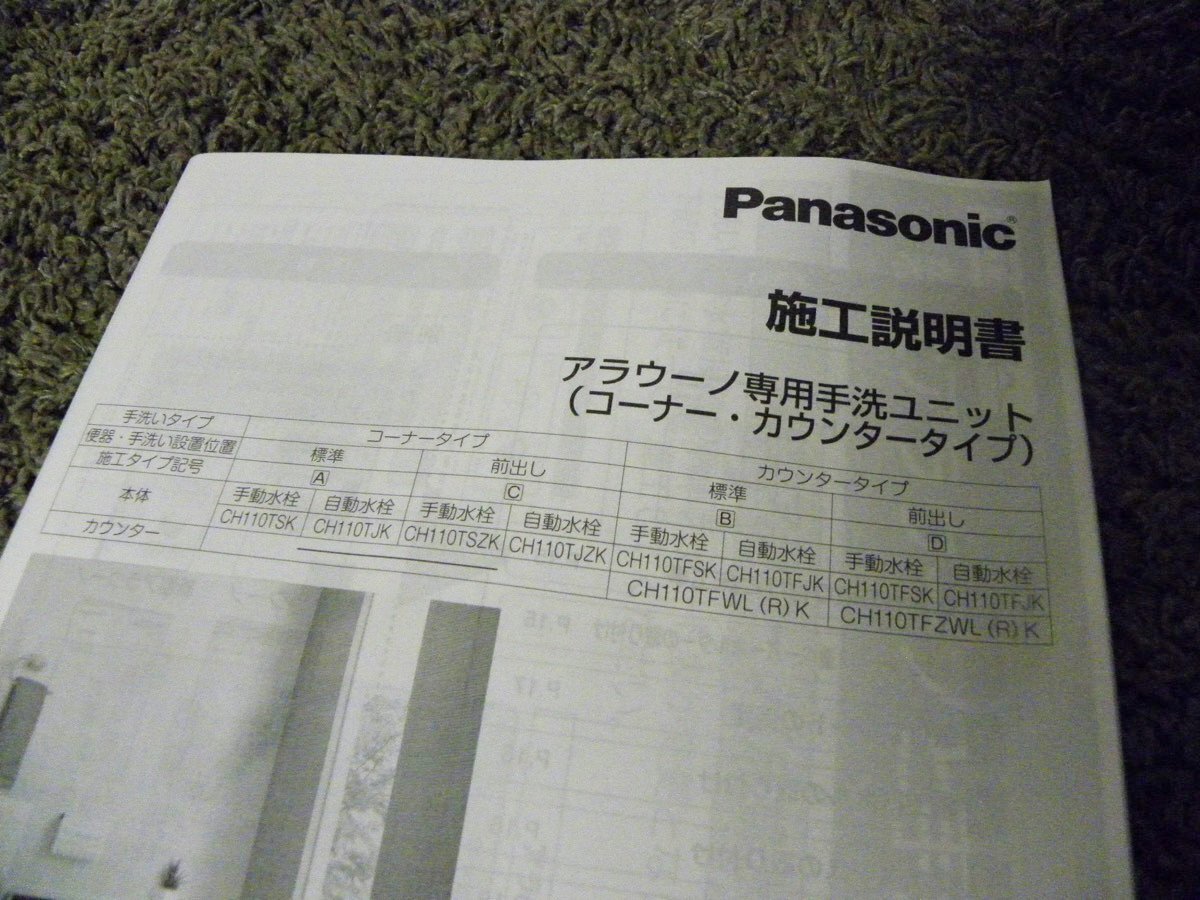 Panasonic®
施工説明書
アラウーノ専用手洗ユニット
(コーナー・カウンタータイプ)
手洗いタイプ コーナータイプ カウンタータイプ
便器・手洗い設置位置 標準 前出し 標準 前出し
施工タイプ記号 A C B D
本体 手動水栓 自動水栓 手動水栓 自動水栓 手動水栓 自動水栓 手動水栓 自動水栓
CH110TSK CH110TJK CH110TSZK CH110TJZK CH110TFSK CH110TFJK CH110TFSK CH110TFJK
カウンター CH110TFWL(R)K CH110TFZWL(R)K